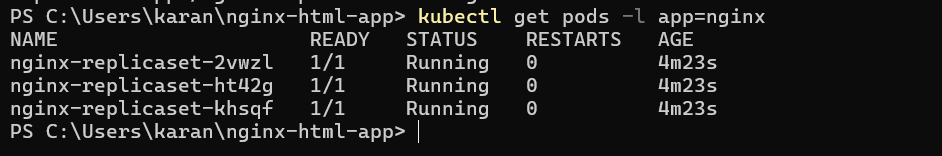 PS C:\Users\karan\nginx-html-app> kubectl get pods -l app=nginx
NAME                     READY   STATUS    RESTARTS   AGE
nginx-replicaset-2vwzl   1/1     Running   0          4m23s
nginx-replicaset-ht42g   1/1     Running   0          4m23s
nginx-replicaset-khsqf   1/1     Running   0          4m23s
PS C:\Users\karan\nginx-html-app>